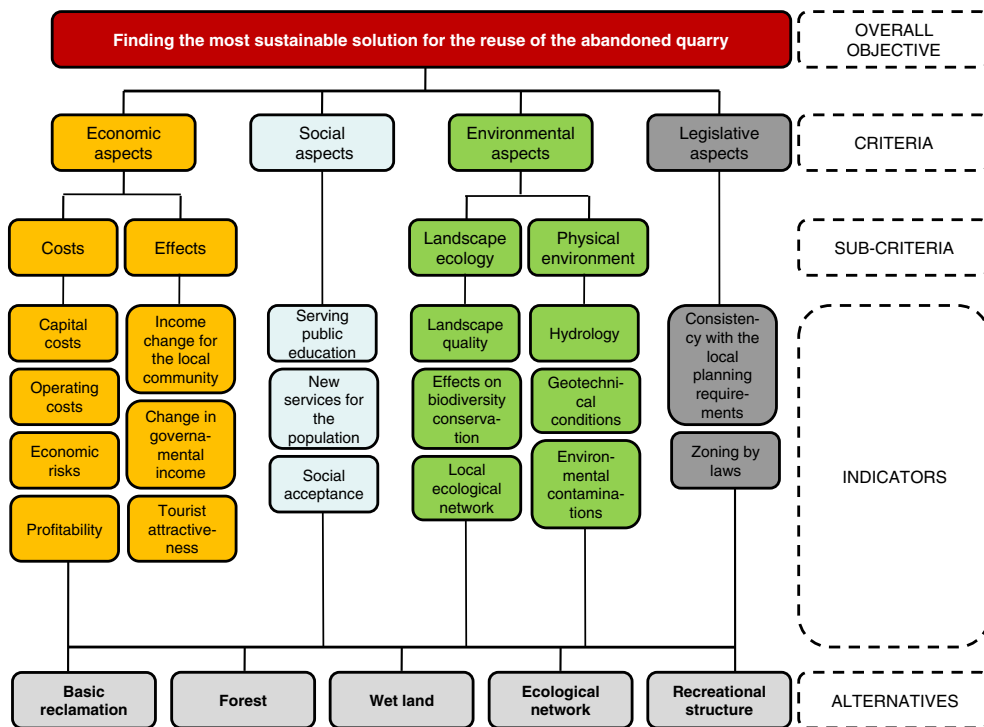 Finding the most sustainable solution for the reuse of the abandoned quarry
OVERALL
OBJECTIVE
Economic
aspects
Social
aspects
Environmental
aspects
Legislative
aspects
CRITERIA
Costs
Effects
Landscape
ecology
Physical
environment
SUB-CRITERIA
Capital
costs
Operating
costs
Economic
risks
Profitability
Income
change for
the local
community
Change in
governa-
mental
income
Tourist
attractive-
ness
Serving
public
education
New
services for
the
population
Social
acceptance
Landscape
quality
Effects on
biodiversity
conserva-
tion
Local
ecological
network
Hydrology
Geotechni-
cal
conditions
Environ-
mental
contamina-
tions
Consisten-
cy with the
local
planning
require-
ments
Zoning by
laws
INDICATORS
Basic
reclamation
Forest
Wet land
Ecological
network
Recreational
structure
ALTERNATIVES